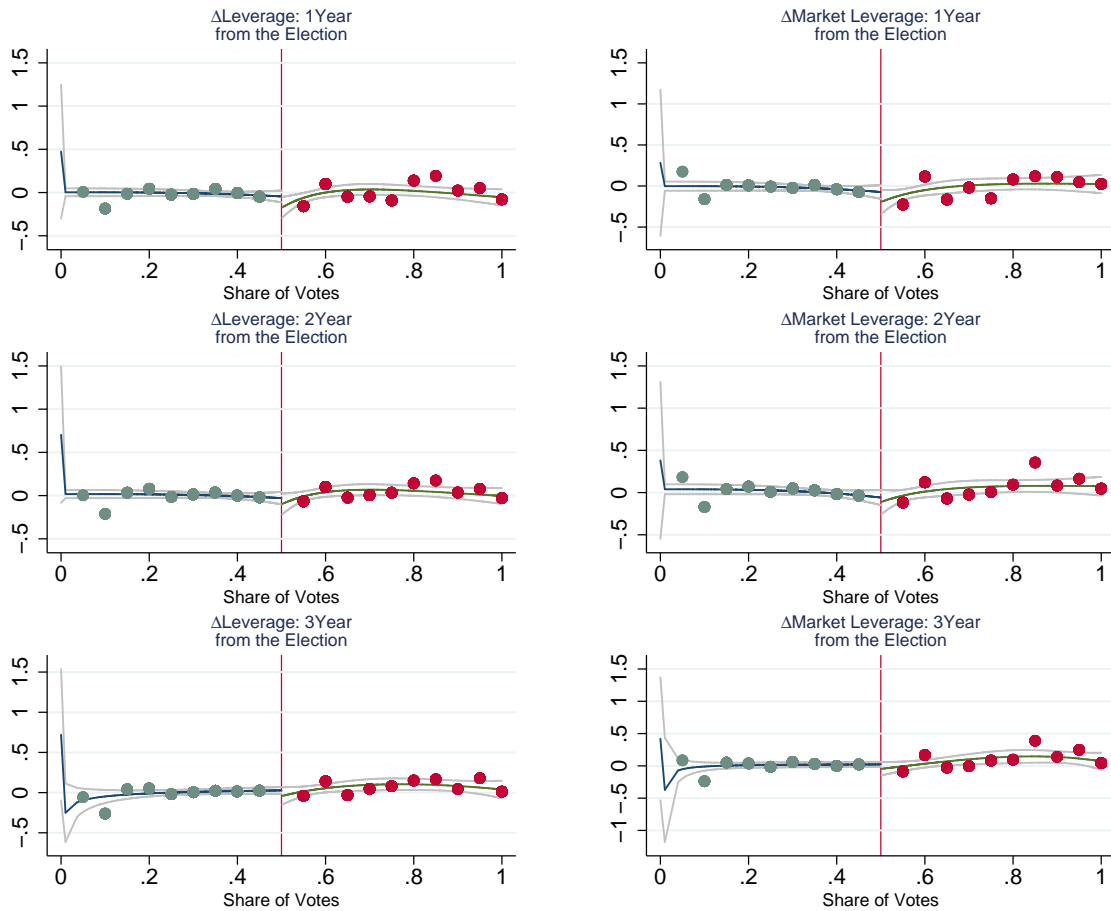 ΔLeverage: 1Year
from the Election
1.5
1
.5
0
−.5
0 .2 .4 .6 .8 1
Share of Votes
ΔMarket Leverage: 1Year
from the Election
1.5
1
.5
0
−.5
0 .2 .4 .6 .8 1
Share of Votes
ΔLeverage: 2Year
from the Election
1.5
1
.5
0
−.5
0 .2 .4 .6 .8 1
Share of Votes
ΔMarket Leverage: 2Year
from the Election
1.5
1
.5
0
−.5
0 .2 .4 .6 .8 1
Share of Votes
ΔLeverage: 3Year
from the Election
1.5
1
.5
0
−.5
0 .2 .4 .6 .8 1
Share of Votes
ΔMarket Leverage: 3Year
from the Election
1.5
1
.5
0
−.5
−1
0 .2 .4 .6 .8 1
Share of Votes